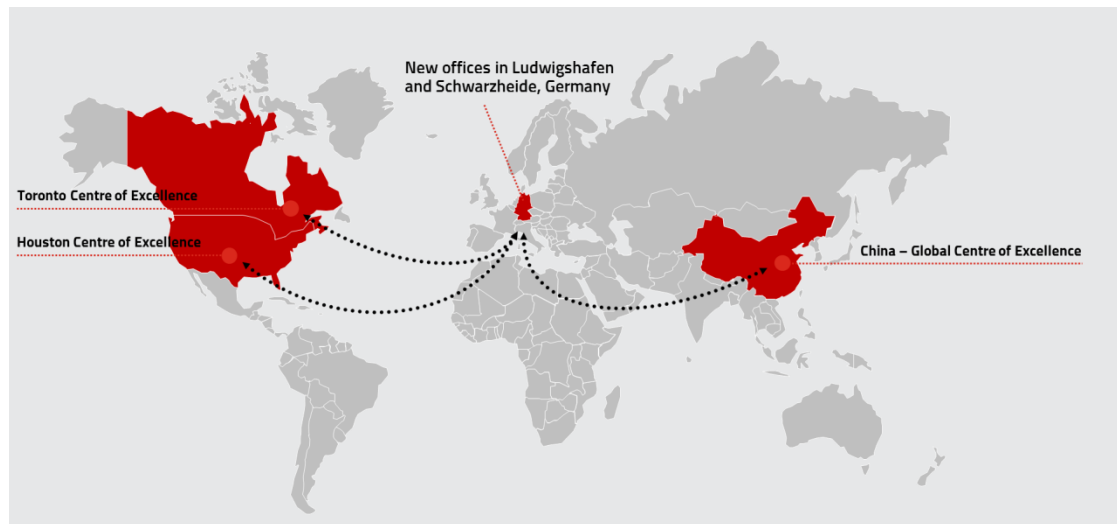 New offices in Ludwigshafen
and Schwarzheide, Germany
Toronto Centre of Excellence
Houston Centre of Excellence
China – Global Centre of Excellence